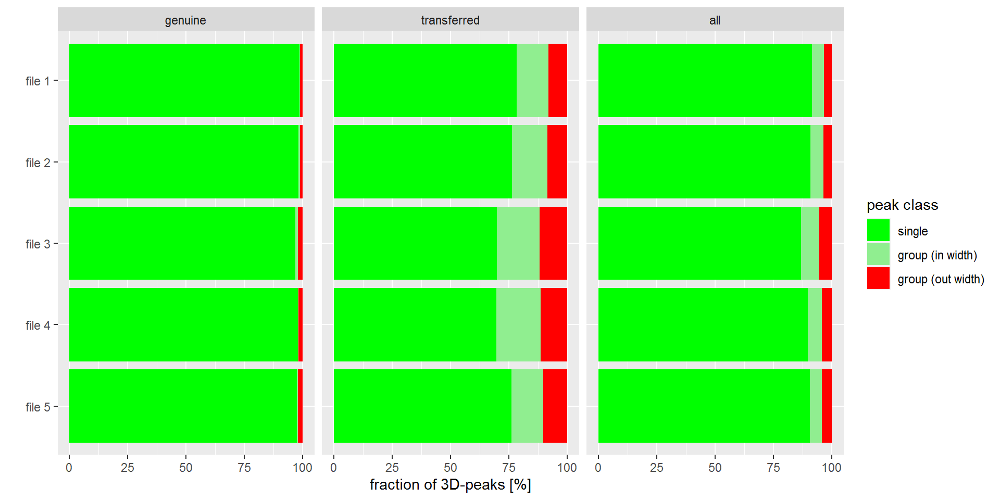 genuine transferred all
file 1
file 2
file 3
file 4
file 5
0 25 50 75 100 0 25 50 75 100 0 25 50 75 100
fraction of 3D-peaks [%]
peak class
single
group (in width)
group (out width)